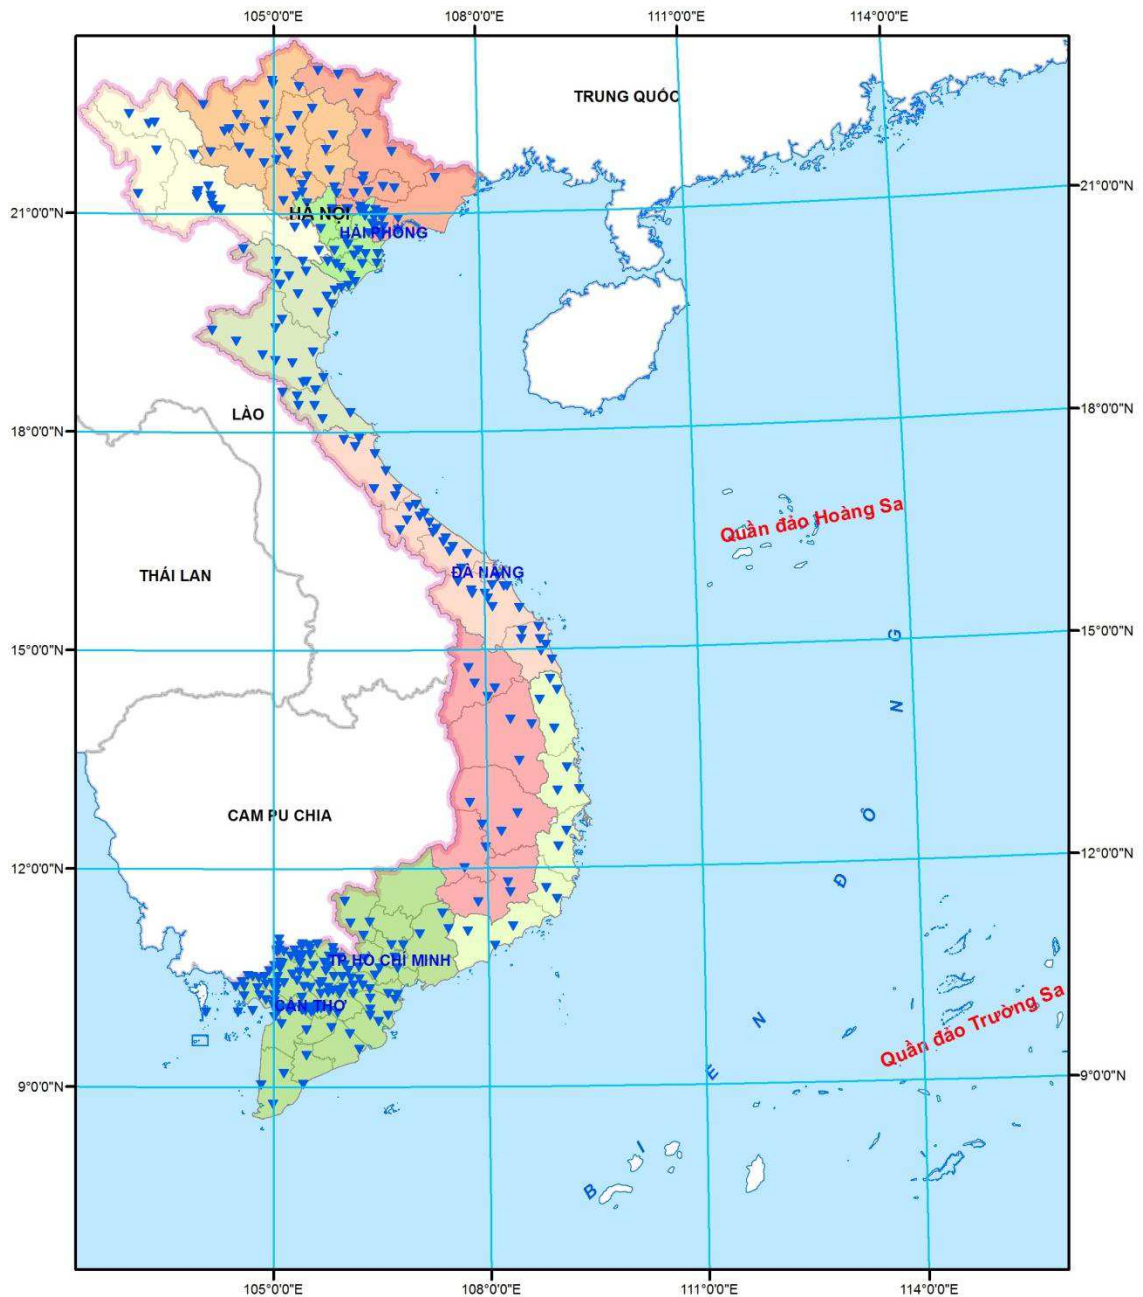 105°0'0"E
108°0'0"E
111°0'0"E
114°0'0"E
TRUNG QUỐC
21°0'0"N
21°0'0"N
HÀ NỘI
HẢI PHÒNG
LÀO
18°0'0"N
18°0'0"N
Quần đảo Hoàng Sa
THÁI LAN
ĐÀ NẴNG
15°0'0"N
15°0'0"N
CAM PU CHIA
12°0'0"N
12°0'0"N
TP HỒ CHÍ MINH
CẦN THƠ
Quần đảo Trường Sa
9°0'0"N
9°0'0"N
B I E N Đ Ô N G
105°0'0"E
108°0'0"E
111°0'0"E
114°0'0"E